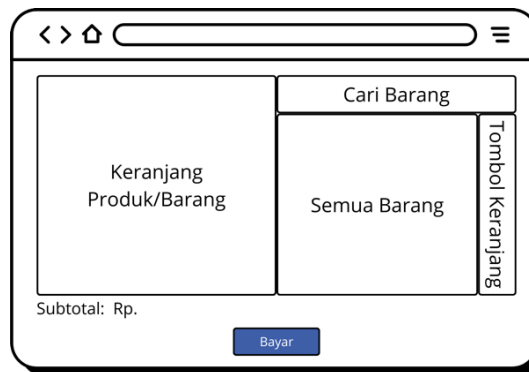 Keranjang
Produk/Barang
Cari Barang
Semua Barang
Tombol Keranjang
Subtotal: Rp.
Bayar